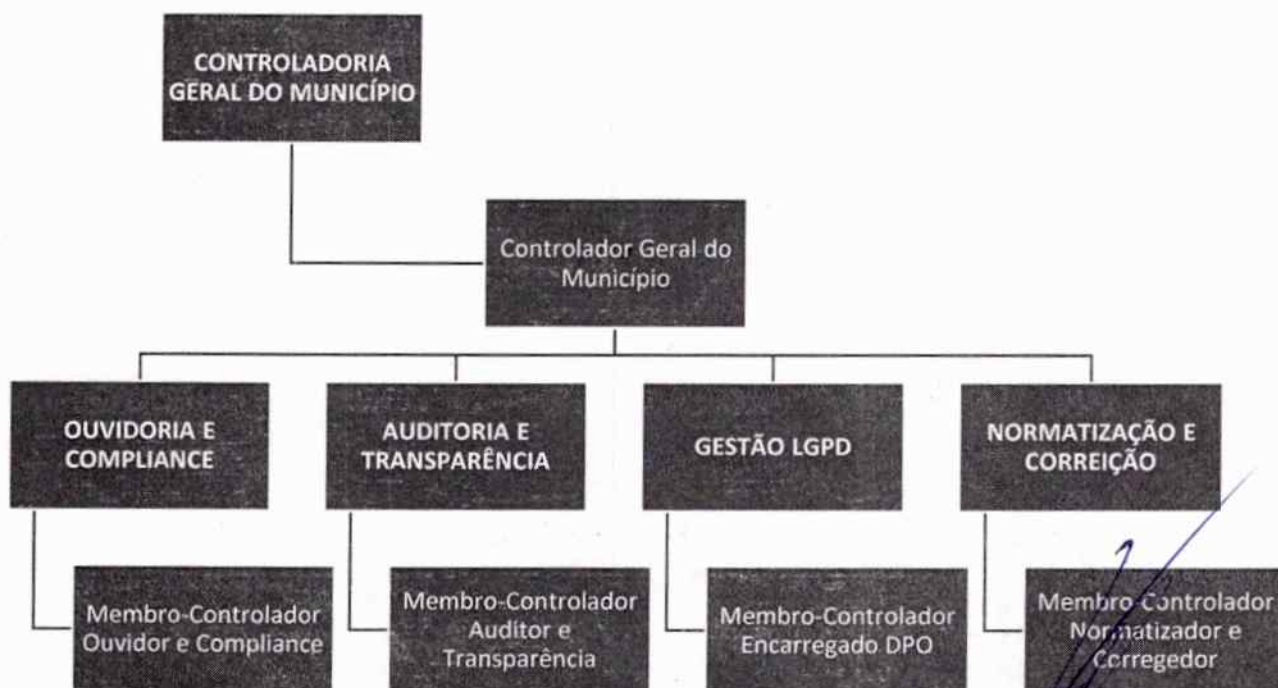 CONTROLADORIA
GERAL DO MUNICÍPIO
Controlador Geral do
Município
OUVIDORIA E
COMPLIANCE
AUDITORIA E
TRANSPARÊNCIA
GESTÃO LGPD
NORMATIZAÇÃO E
CORREIÇÃO
Membro-Controlador
Ouvidor e Compliance
Membro-Controlador
Auditor e
Transparência
Membro-Controlador
Encarregado DPO
Membro-Controlador
Normatizador e
Corregedor